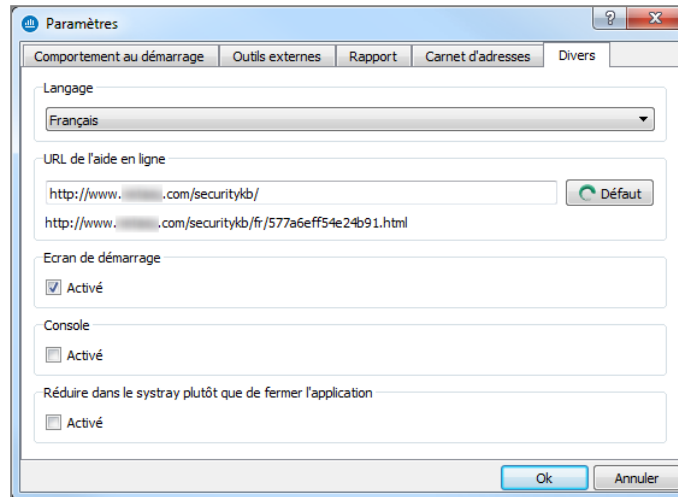 Paramètres
Comportement au démarrage Outils externes Rapport Carnet d'adresses Divers
Langage
Français
URL de l'aide en ligne
http://www. .com/securitykb/ Défaut
http://www. .com/securitykb/fr/577a6eff54e24b91.html
Ecran de démarrage
Activé
Console
Activé
Réduire dans le systray plutôt que de fermer l'application
Activé
Ok Annuler